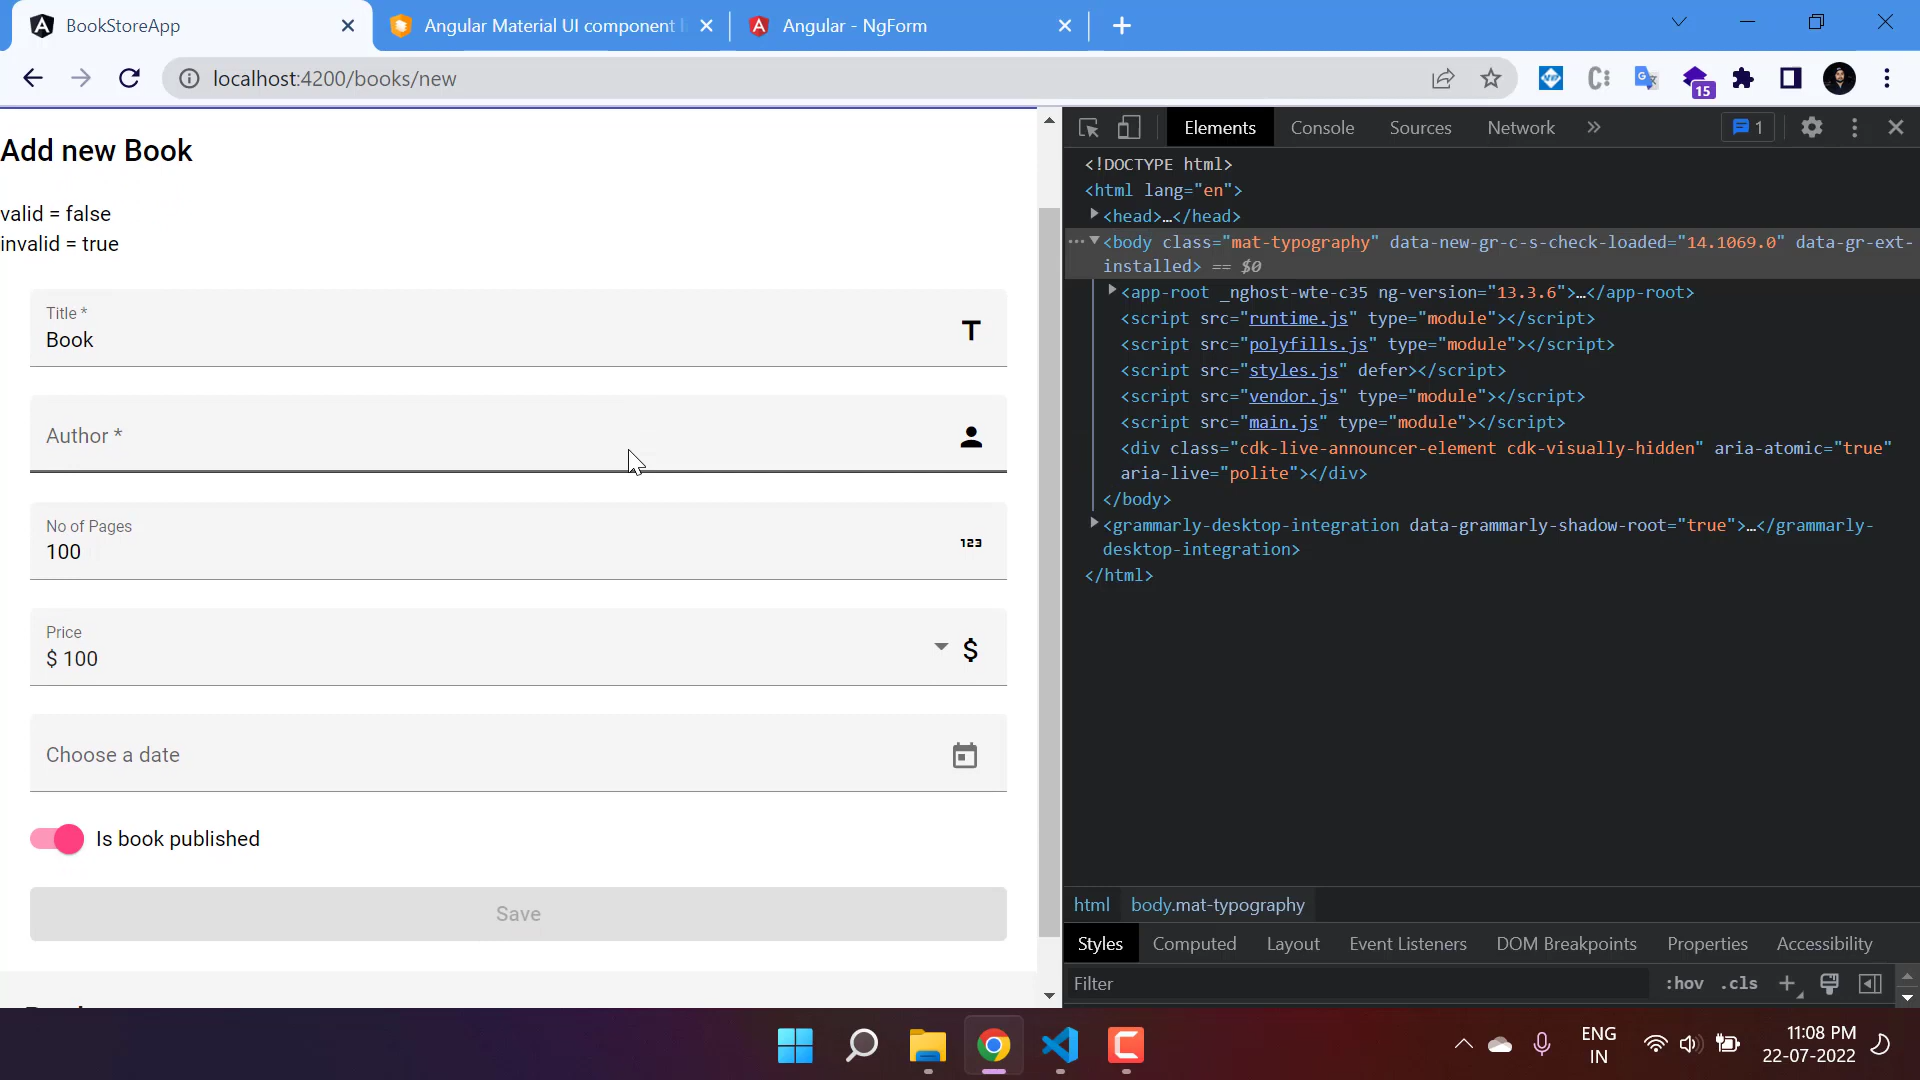 BookStoreApp
Angular Material UI component l
Angular - NgForm
localhost:4200/books/new
15
Add new Book
valid = false
invalid = true
Title *
Book
Author *
No of Pages
100
123
Price
$ 100
$
Choose a date
Is book published
Save
Elements
Console
Sources
Network
1
<!DOCTYPE html>
<html lang="en">
<head>…</head>
<body class="mat-typography" data-new-gr-c-s-check-loaded="14.1069.0" data-gr-ext-
installed> == $0
<app-root _nghost-wte-c35 ng-version="13.3.6">…</app-root>
<script src="runtime.js" type="module"></script>
<script src="polyfills.js" type="module"></script>
<script src="styles.js" defer></script>
<script src="vendor.js" type="module"></script>
<script src="main.js" type="module"></script>
<div class="cdk-live-announcer-element cdk-visually-hidden" aria-atomic="true"
aria-live="polite"></div>
</body>
<grammarly-desktop-integration data-grammarly-shadow-root="true">…</grammarly-
desktop-integration>
</html>
html
body.mat-typography
Styles
Computed
Layout
Event Listeners
DOM Breakpoints
Properties
Accessibility
Filter
:hov
.cls
ENG
IN
11:08 PM
22-07-2022